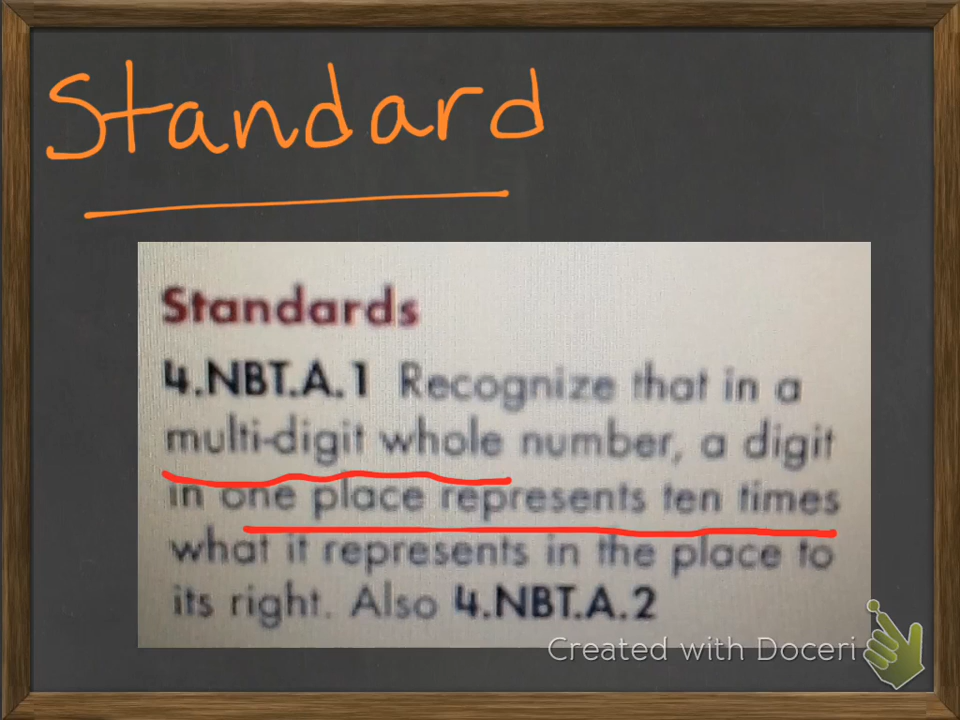 Standard
Standards
4.NBT.A.1 Recognize that in a
multi-digit whole number, a digit
in one place represents ten times
what it represents in the place to
its right. Also 4.NBT.A.2
Created with Doceri